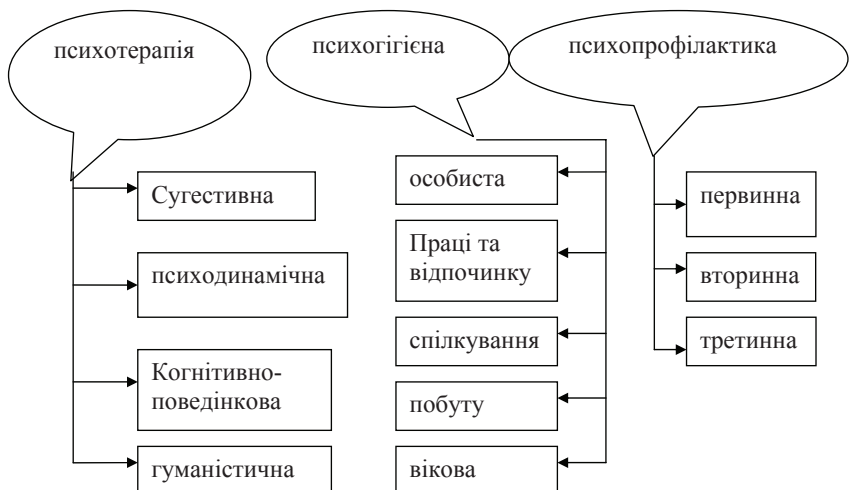 психотерапія
психогігієна
психопрофілактика
Сугестивна
психодинамічна
Когнітивно-
поведінкова
гуманістична
особиста
Праці та
відпочинку
спілкування
побуту
вікова
первинна
вторинна
третинна